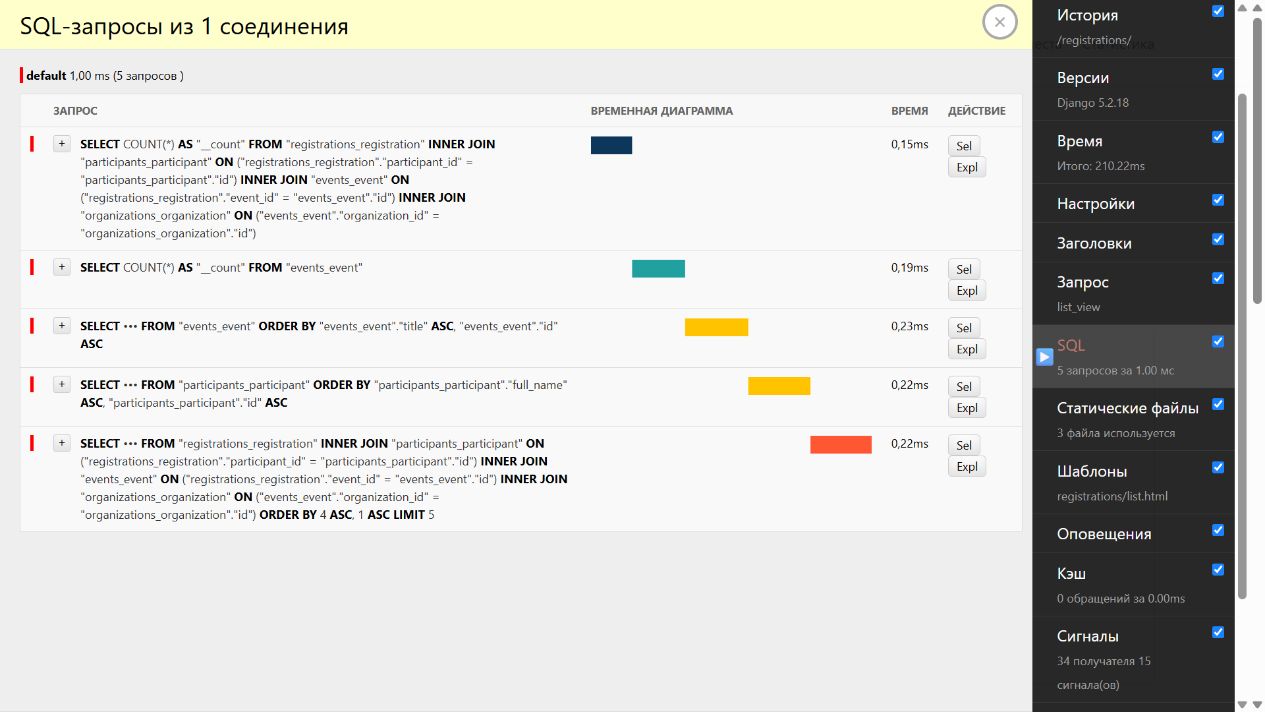 SQL-запросы из 1 соединения
default 1,00 ms (5 запросов )
ЗАПРОС ВРЕМЕННАЯ ДИАГРАММА ВРЕМЯ ДЕЙСТВИЕ
+ SELECT COUNT(*) AS "__count" FROM "registrations_registration" INNER JOIN 0,15ms Sel
"participants_participant" ON ("registrations_registration"."participant_id" = Expl
"participants_participant"."id") INNER JOIN "events_event" ON
("registrations_registration"."event_id" = "events_event"."id") INNER JOIN
"organizations_organization" ON ("events_event"."organization_id" =
"organizations_organization"."id")
+ SELECT COUNT(*) AS "__count" FROM "events_event" 0,19ms Sel
Expl
+ SELECT ••• FROM "events_event" ORDER BY "events_event"."title" ASC, "events_event"."id" 0,23ms Sel
ASC Expl
+ SELECT ••• FROM "participants_participant" ORDER BY "participants_participant"."full_name" 0,22ms Sel
ASC, "participants_participant"."id" ASC Expl
+ SELECT ••• FROM "registrations_registration" INNER JOIN "participants_participant" ON 0,22ms Sel
("registrations_registration"."participant_id" = "participants_participant"."id") INNER JOIN Expl
"events_event" ON ("registrations_registration"."event_id" = "events_event"."id") INNER JOIN
"organizations_organization" ON ("events_event"."organization_id" =
"organizations_organization"."id") ORDER BY 4 ASC, 1 ASC LIMIT 5
История
/registrations/
Версии
Django 5.2.18
Время
Итого: 210.22ms
Настройки
Заголовки
Запрос
list_view
SQL
5 запросов за 1.00 мс
Статические файлы
3 файла используется
Шаблоны
registrations/list.html
Оповещения
Кэш
0 обращений за 0.00ms
Сигналы
34 получателя 15
сигнала(ов)